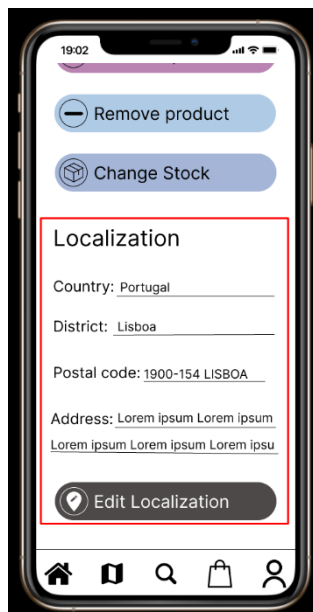 19:02
Remove product
Change Stock
Localization
Country: Portugal
District: Lisboa
Postal code: 1900-154 LISBOA
Address: Lorem ipsum Lorem ipsum
Lorem ipsum Lorem ipsum Lorem ipsu
Edit Localization